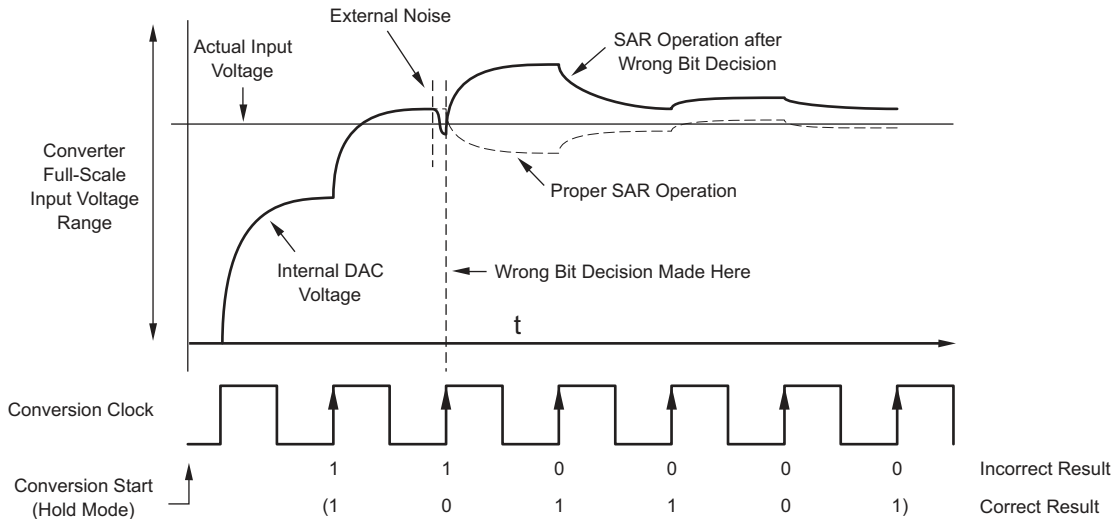 External Noise
Actual Input
Voltage
SAR Operation after
Wrong Bit Decision
Converter
Full-Scale
Input Voltage
Range
Proper SAR Operation
Internal DAC
Voltage
Wrong Bit Decision Made Here
t
Conversion Clock
1 1 0 0 0 0 Incorrect Result
Conversion Start
(Hold Mode)
(1 0 1 1 0 1) Correct Result